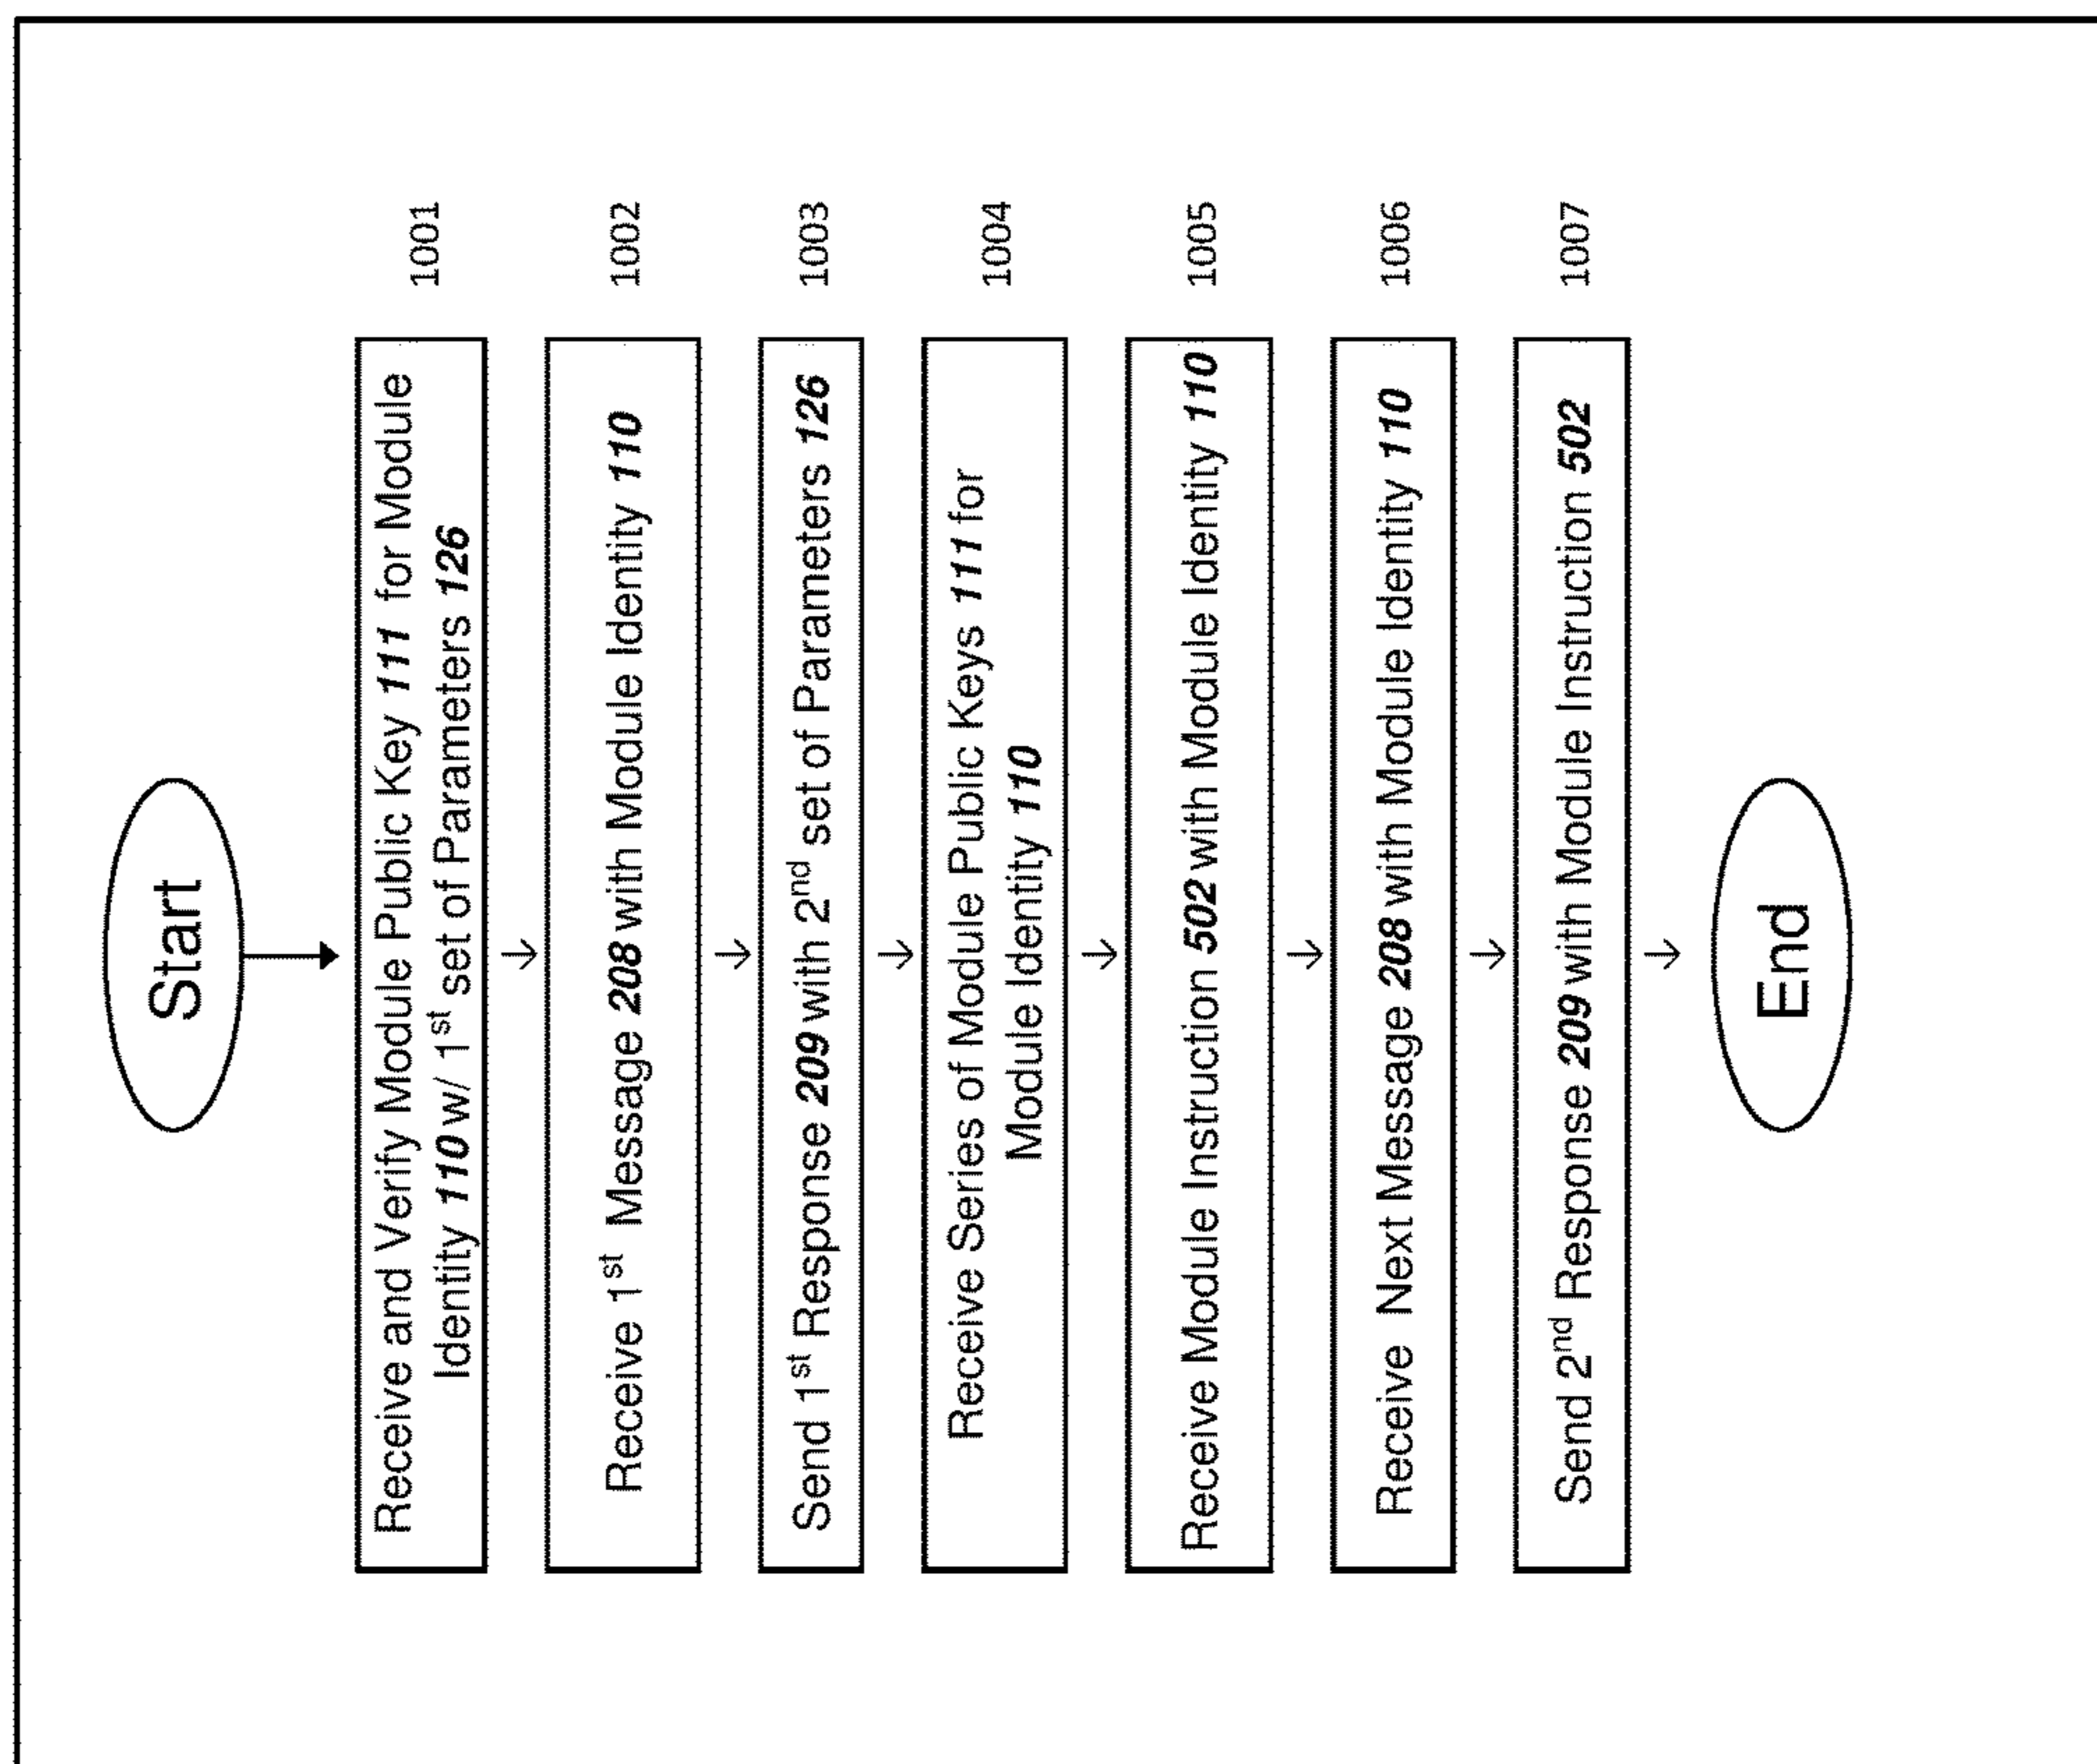 Start
Receive and Verify Module Public Key 111 for Module
Identity 110 w/ 1st set of Parameters 126
1001
Receive 1st Message 208 with Module Identity 110
1002
Send 1st Response 209 with 2nd set of Parameters 126
1003
Receive Series of Module Public Keys 111 for
Module Identity 110
1004
Receive Module Instruction 502 with Module Identity 110
1005
Receive Next Message 208 with Module Identity 110
1006
Send 2nd Response 209 with Module Instruction 502
1007
End